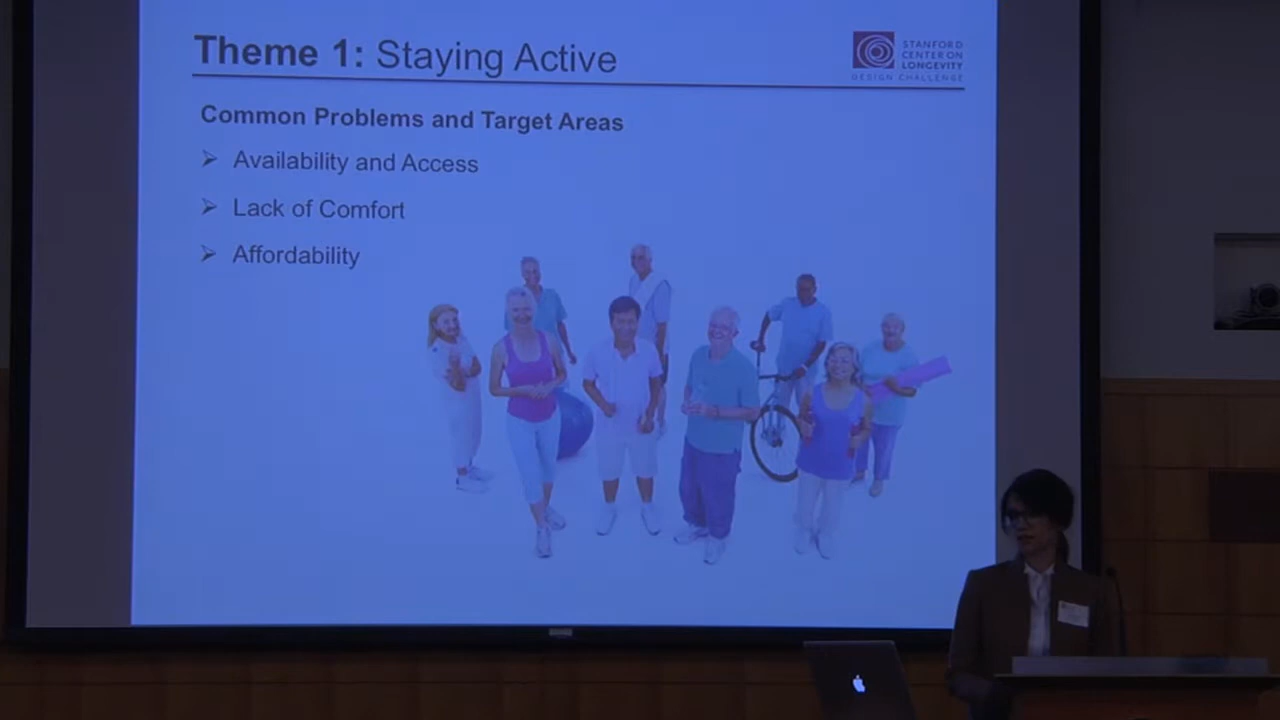 Theme 1: Staying Active
STANFORD
CENTER ON
LONGEVITY
DESIGN CHALLENGE
Common Problems and Target Areas
Availability and Access
Lack of Comfort
Affordability